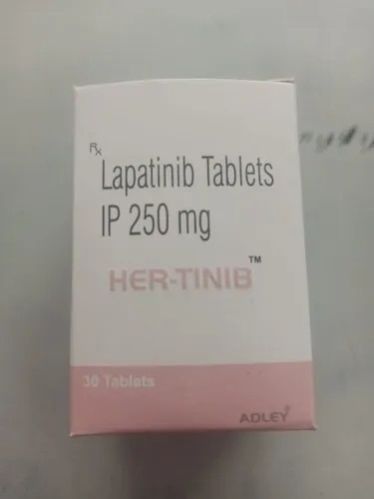 Rx
Lapatinib Tablets
IP 250 mg
HER-TINIB™
30 Tablets
ADLEY